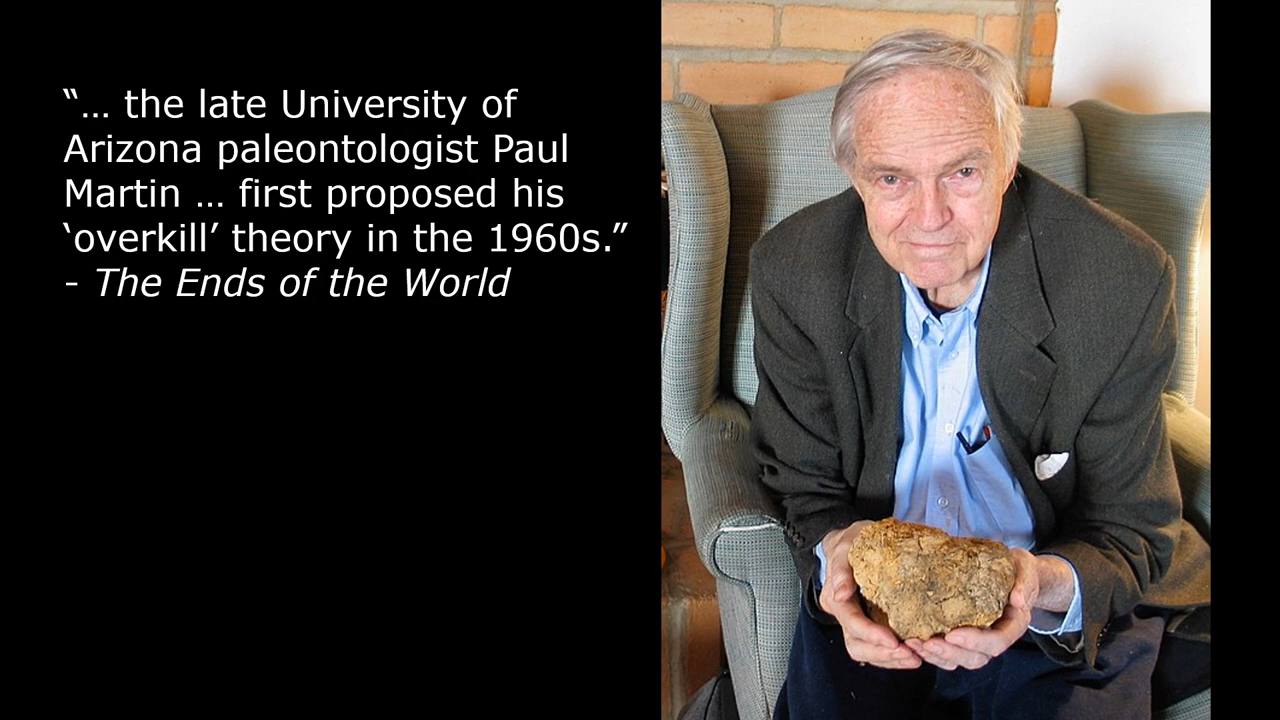 “… the late University of
Arizona paleontologist Paul
Martin … first proposed his
‘overkill’ theory in the 1960s.”
- The Ends of the World